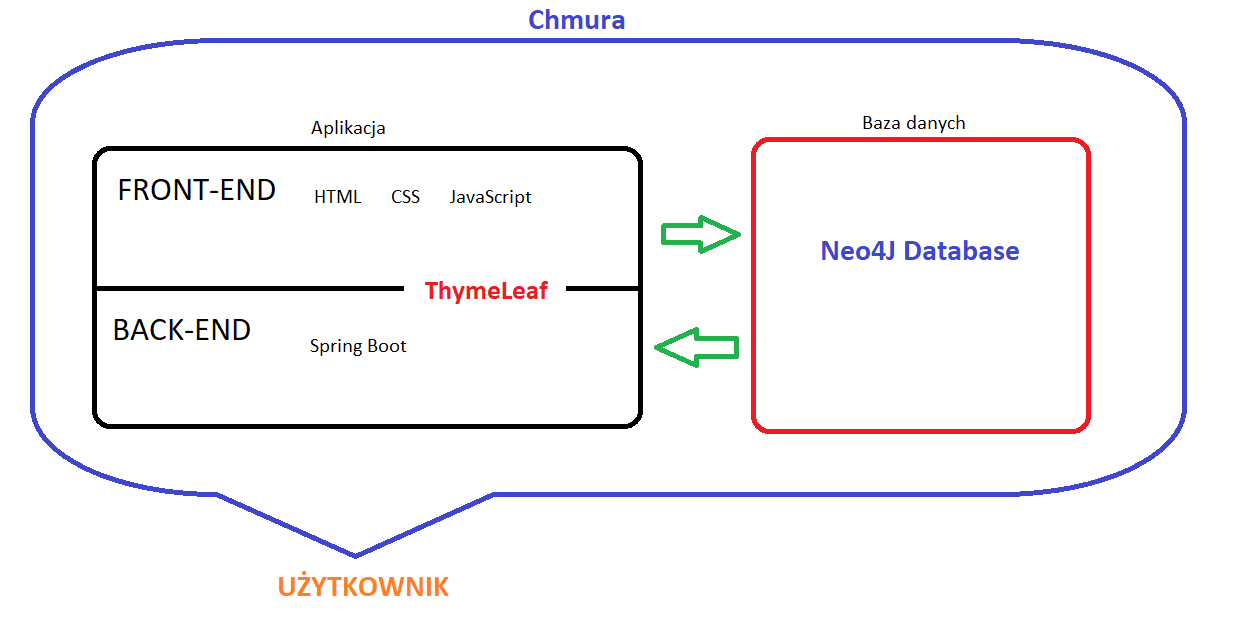 Chmura
Aplikacja
Baza danych
FRONT-END
HTML CSS JavaScript
Neo4J Database
ThymeLeaf
BACK-END
Spring Boot
UŻYTKOWNIK